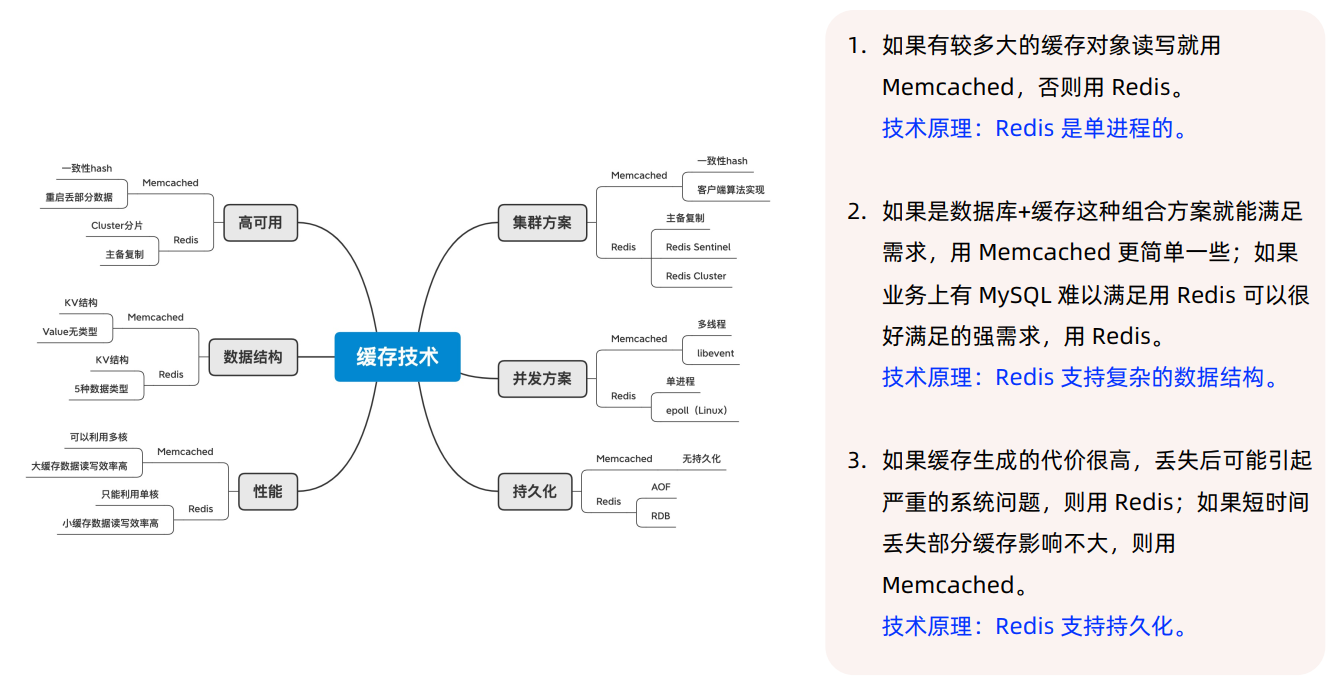 缓存技术
高可用
Memcached
一致性hash
重启丢部分数据
Redis
Cluster分片
主备复制
数据结构
Memcached
KV结构
Value无类型
Redis
KV结构
5种数据类型
性能
Memcached
可以利用多核
大缓存数据读写效率高
Redis
只能利用单核
小缓存数据读写效率高
集群方案
Memcached
一致性hash
客户端算法实现
Redis
主备复制
Redis Sentinel
Redis Cluster
并发方案
Memcached
多线程
libevent
Redis
单进程
epoll（Linux）
持久化
Memcached
无持久化
Redis
AOF
RDB
1. 如果有较多大的缓存对象读写就用
Memcached，否则用 Redis。
技术原理：Redis 是单进程的。
2. 如果是数据库+缓存这种组合方案就能满足
需求，用 Memcached 更简单一些；如果
业务上有 MySQL 难以满足用 Redis 可以很
好满足的强需求，用 Redis。
技术原理：Redis 支持复杂的数据结构。
3. 如果缓存生成的代价很高，丢失后可能引起
严重的系统问题，则用 Redis；如果短时间
丢失部分缓存影响不大，则用
Memcached。
技术原理：Redis 支持持久化。